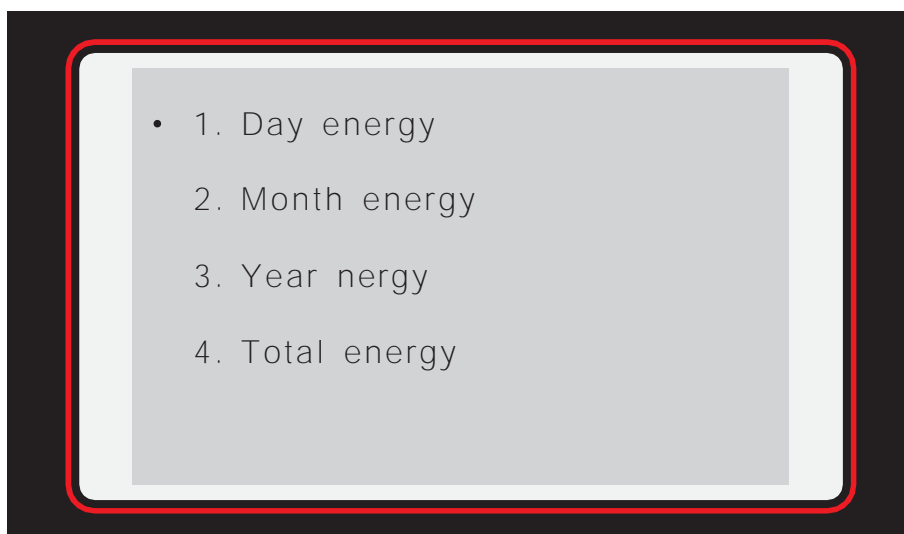 • 1. Day energy
2. Month energy
3. Year nergy
4. Total energy